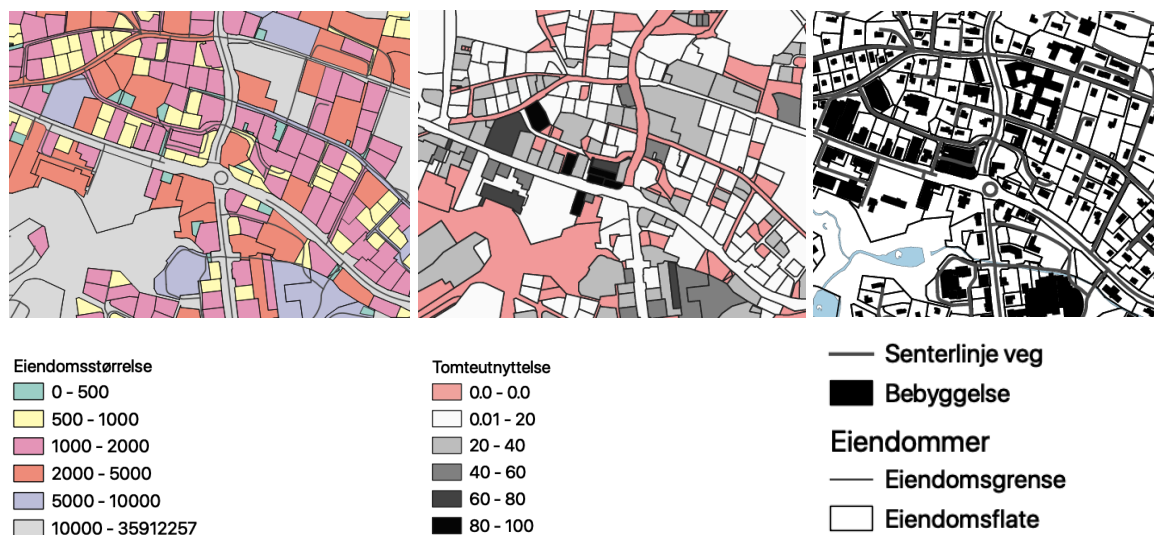 Eiendomsstørrelse
0 - 500
500 - 1000
1000 - 2000
2000 - 5000
5000 - 10000
10000 - 35912257
Tomteutnyttelse
0.0 - 0.0
0.01 - 20
20 - 40
40 - 60
60 - 80
80 - 100
Senterlinje veg
Bebyggelse
Eiendommer
Eiendomsgrense
Eiendomsflate